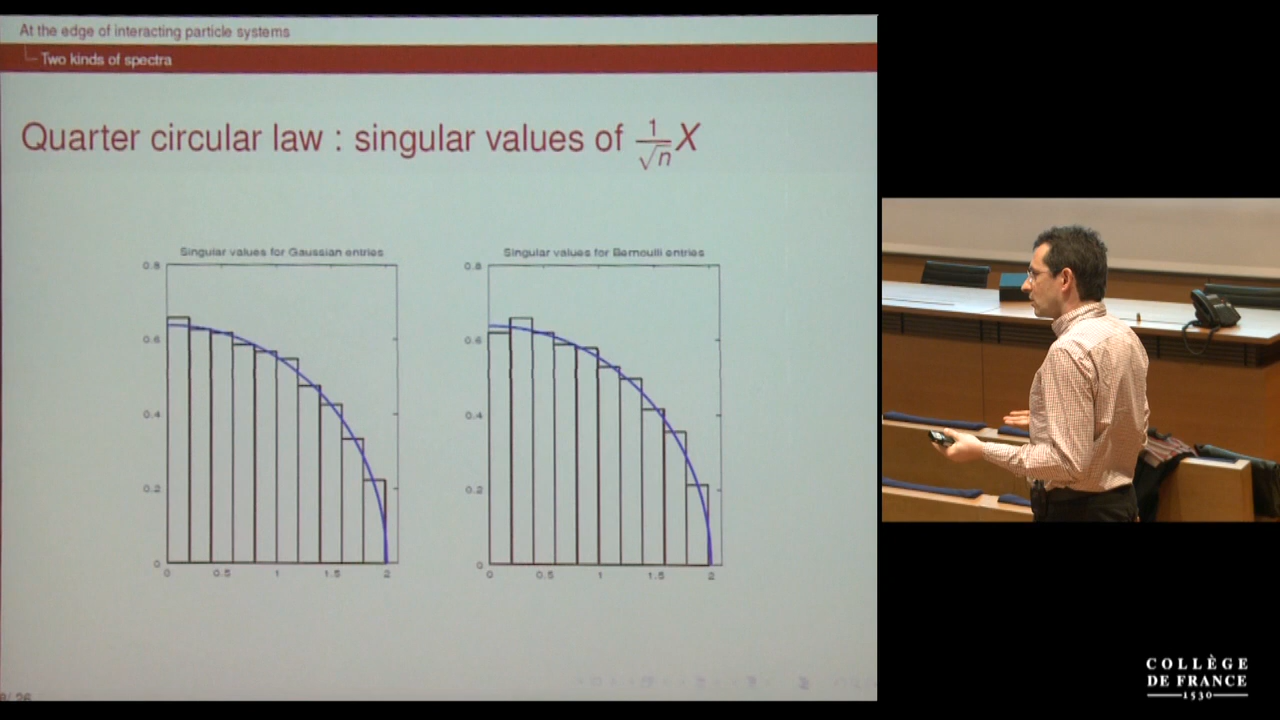 At the edge of interacting particle systems
Two kinds of spectra
Quarter circular law : singular values of 1/√n X
Singular values for Gaussian entries
0.8
0.6
0.4
0.2
0
0 0.5 1 1.5 2
Singular values for Bernoulli entries
0.8
0.6
0.4
0.2
0
0 0.5 1 1.5 2
/ 26
COLLÈGE
DE FRANCE
1530